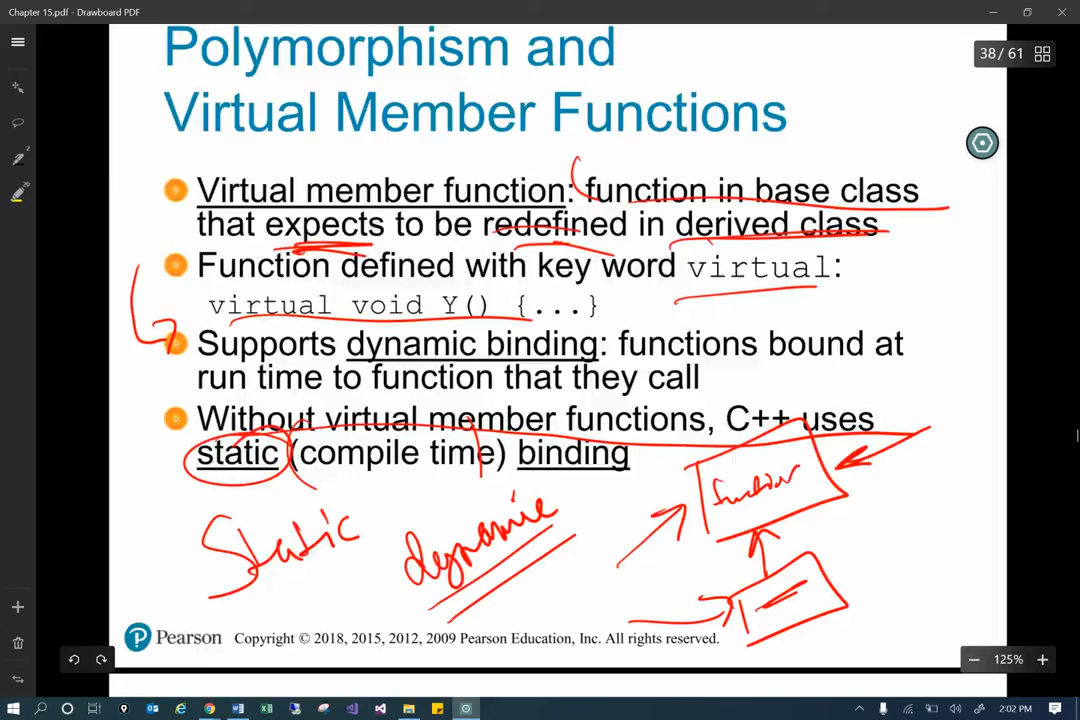 Chapter 15.pdf - Drawboard PDF
38 / 61
Polymorphism and
Virtual Member Functions
Virtual member function: function in base class
that expects to be redefined in derived class
Function defined with key word virtual:
virtual void Y() {...}
Supports dynamic binding: functions bound at
run time to function that they call
Without virtual member functions, C++ uses
static (compile time) binding
function
Static
dynamic
Pearson
Copyright © 2018, 2015, 2012, 2009 Pearson Education, Inc. All rights reserved.
125%
2:02 PM